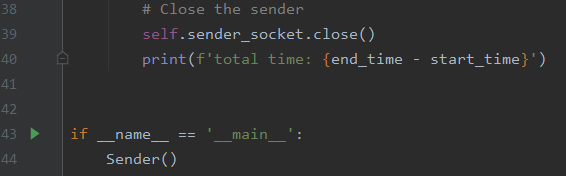 38 # Close the sender
39 self.sender_socket.close()
40 print(f'total time: {end_time - start_time}')
41
42
43 if __name__ == '__main__':
44 Sender()